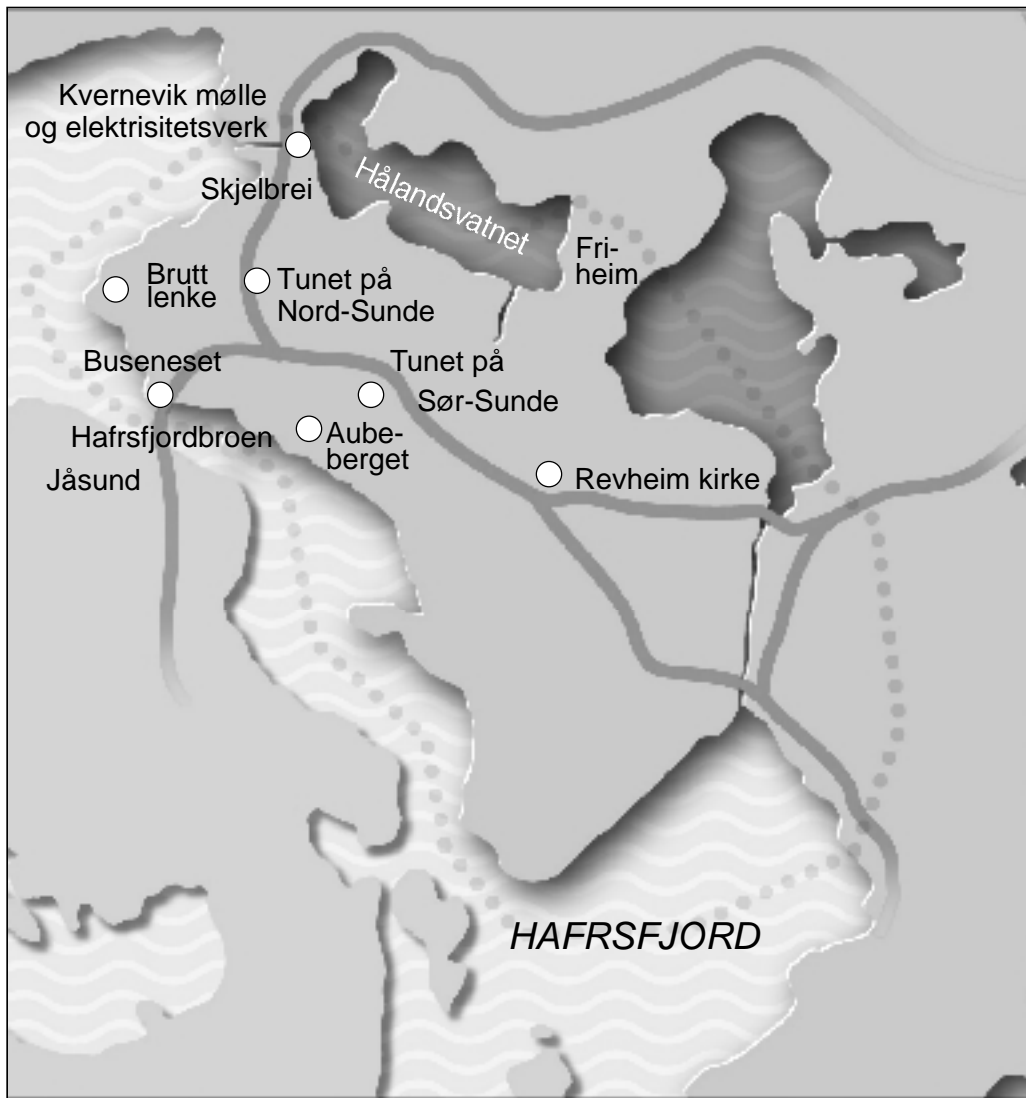 Kvernevik mølle
og elektrisitetsverk
Skjelbrei
Hålandsvatnet
Fri-
heim
Brutt
lenke
Tunet på
Nord-Sunde
Buseneset
Tunet på
Sør-Sunde
Hafrsfjordbroen
Aube-
berget
Jåsund
Revheim kirke
HAFRSFJORD